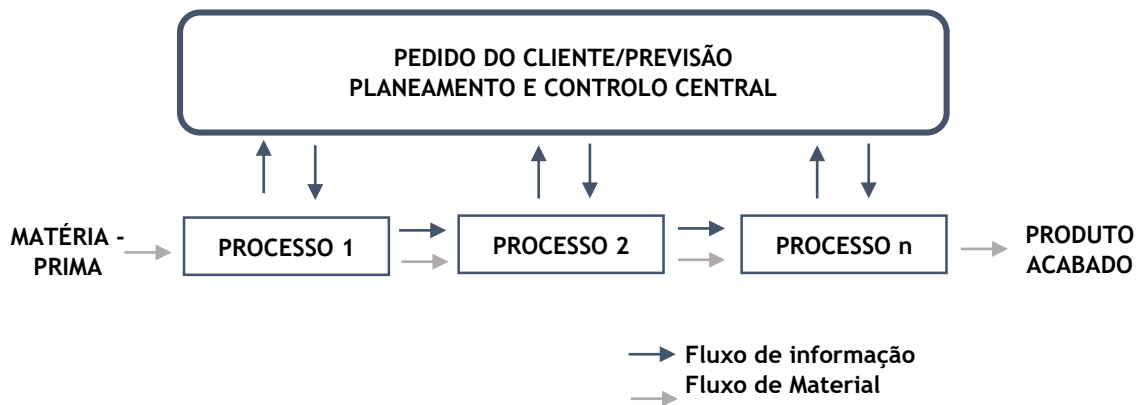 PEDIDO DO CLIENTE/PREVISÃO
PLANEAMENTO E CONTROLO CENTRAL
MATÉRIA -
PRIMA
PROCESSO 1
PROCESSO 2
PROCESSO n
PRODUTO
ACABADO
Fluxo de informação
Fluxo de Material